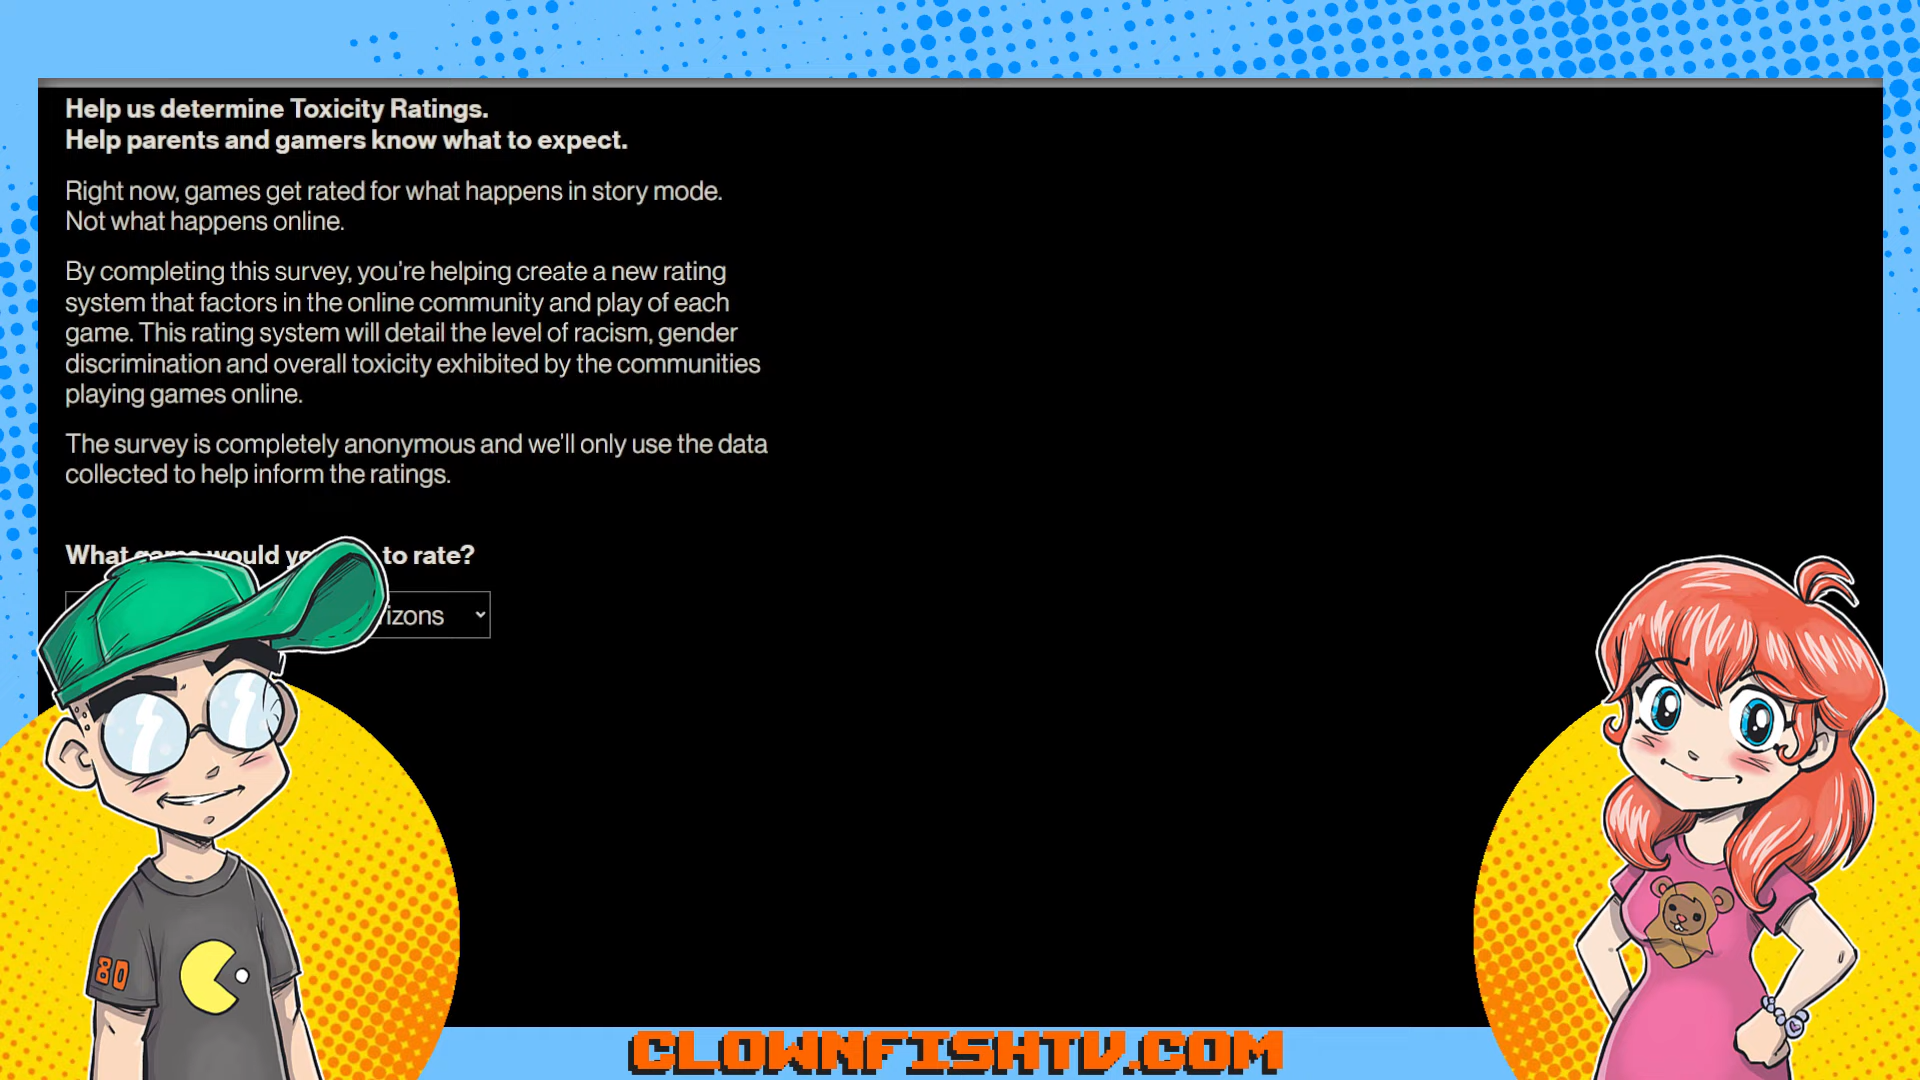 Help us determine Toxicity Ratings.
Help parents and gamers know what to expect.
Right now, games get rated for what happens in story mode.
Not what happens online.
By completing this survey, you're helping create a new rating
system that factors in the online community and play of each
game. This rating system will detail the level of racism, gender
discrimination and overall toxicity exhibited by the communities
playing games online.
The survey is completely anonymous and we'll only use the data
collected to help inform the ratings.
What game would to rate?
80
CLOWNFISHTV.COM